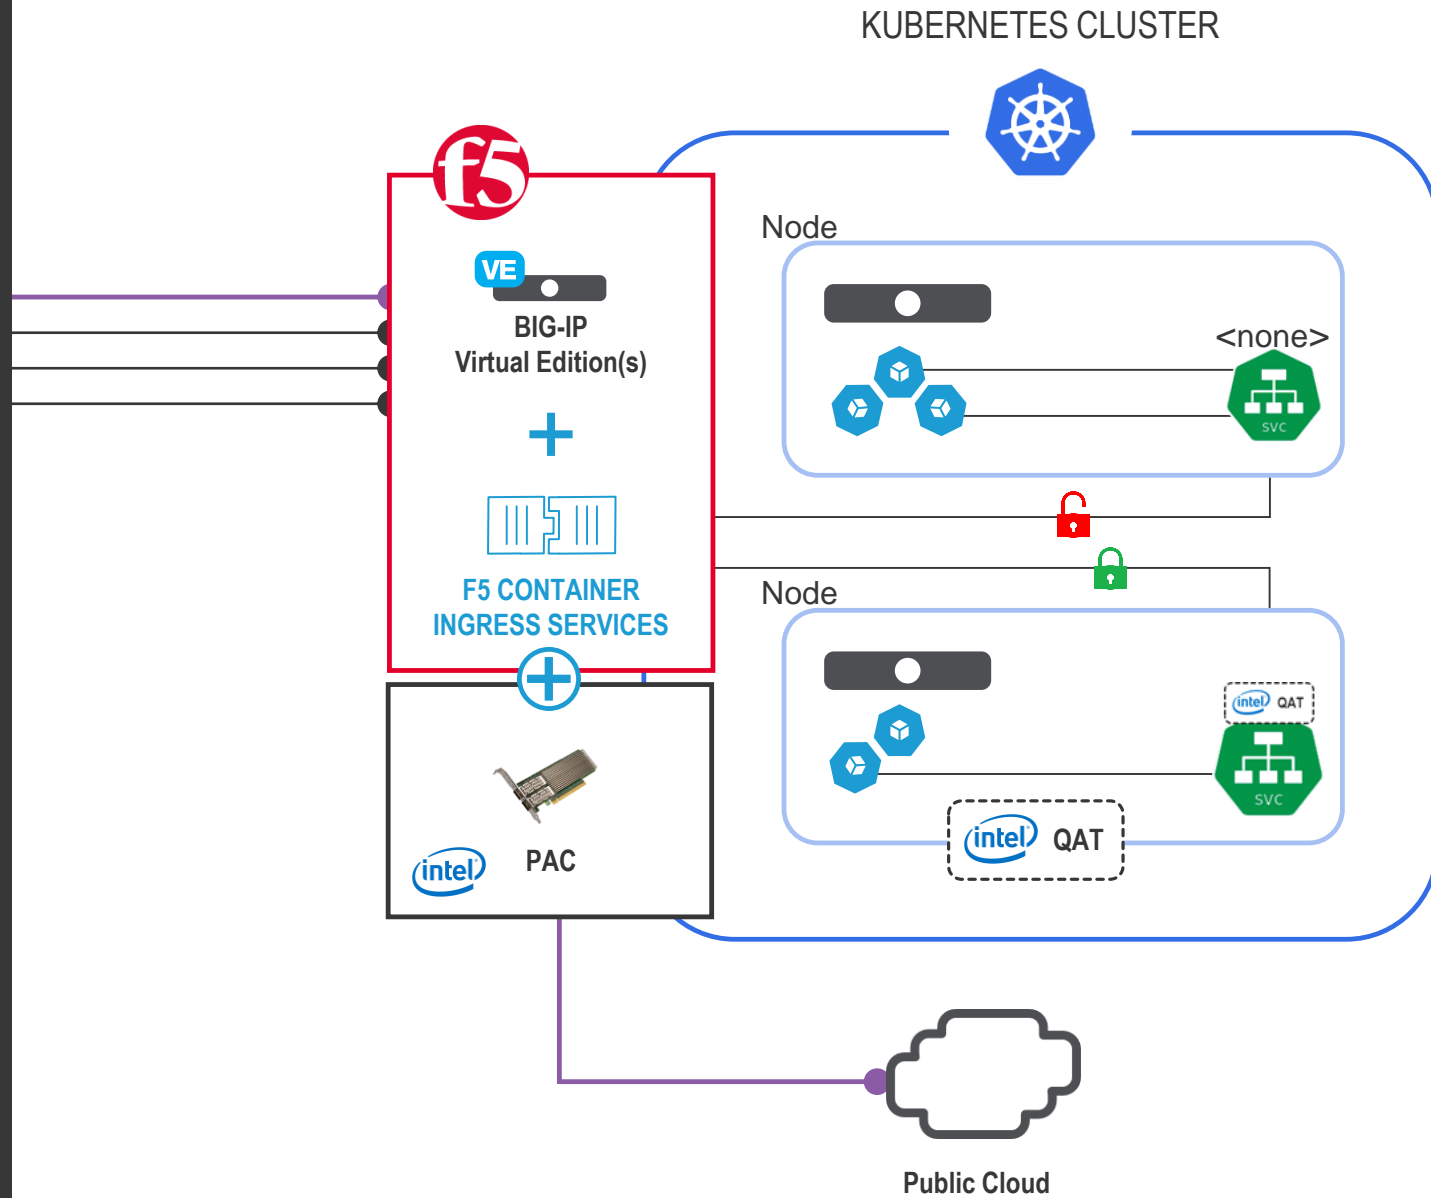 KUBERNETES CLUSTER
f5
Node
VE
BIG-IP
Virtual Edition(s)
<none>
SVC
F5 CONTAINER
INGRESS SERVICES
Node
intel QAT
SVC
intel QAT
intel
PAC
Public Cloud